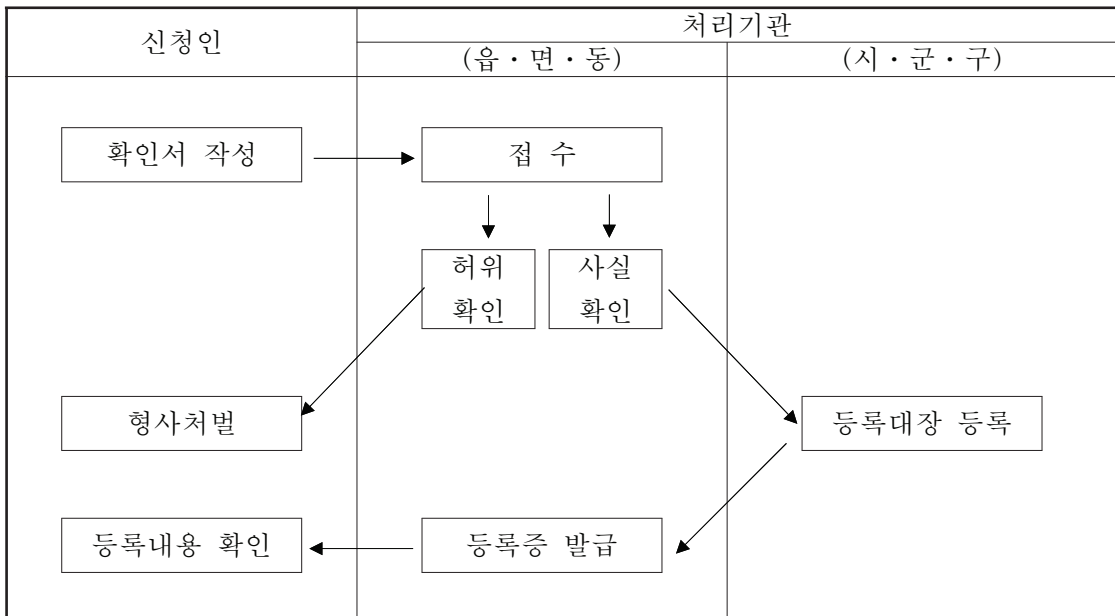 신청인
처리기관
(읍・면・동)
(시・군・구)
확인서 작성
접 수
허위
확인
사실
확인
형사처벌
등록대장 등록
등록내용 확인
등록증 발급